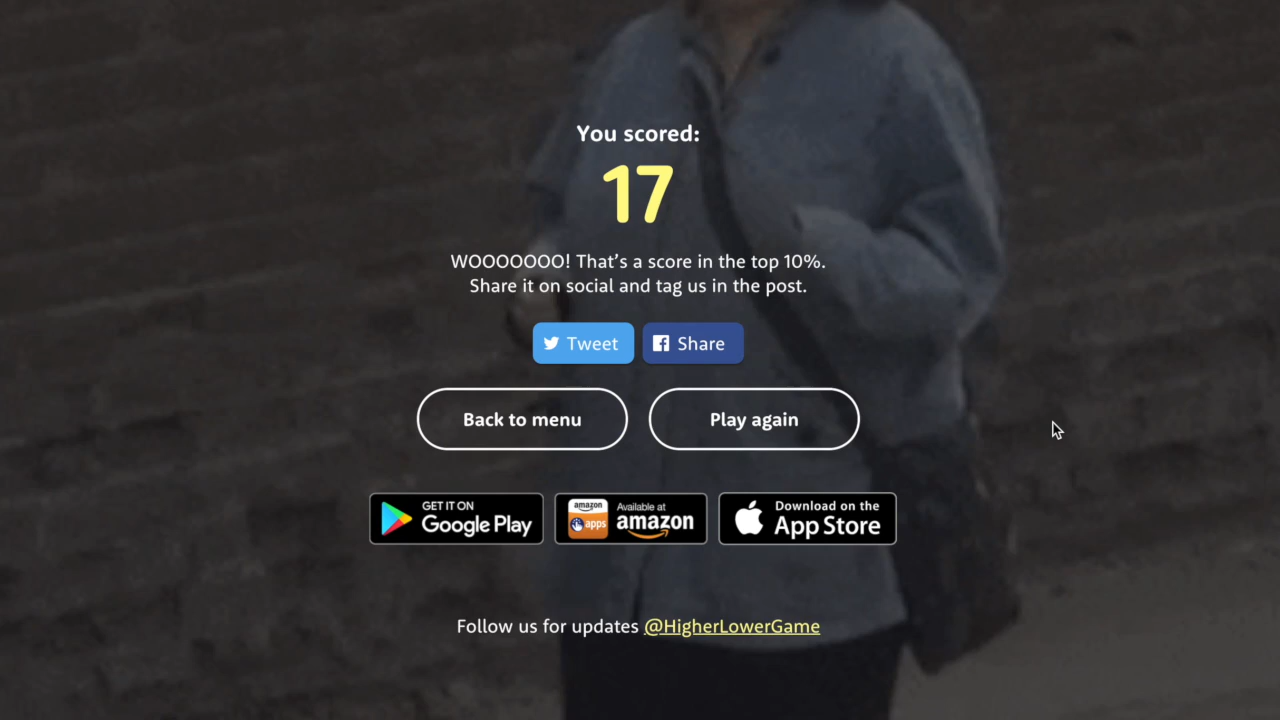 You scored:
17
WOOOOOOO! That's a score in the top 10%.
Share it on social and tag us in the post.
Tweet
Share
Back to menu
Play again
GET IT ON
Google Play
amazon
apps
Available at
amazon
Download on the
App Store
Follow us for updates @HigherLowerGame